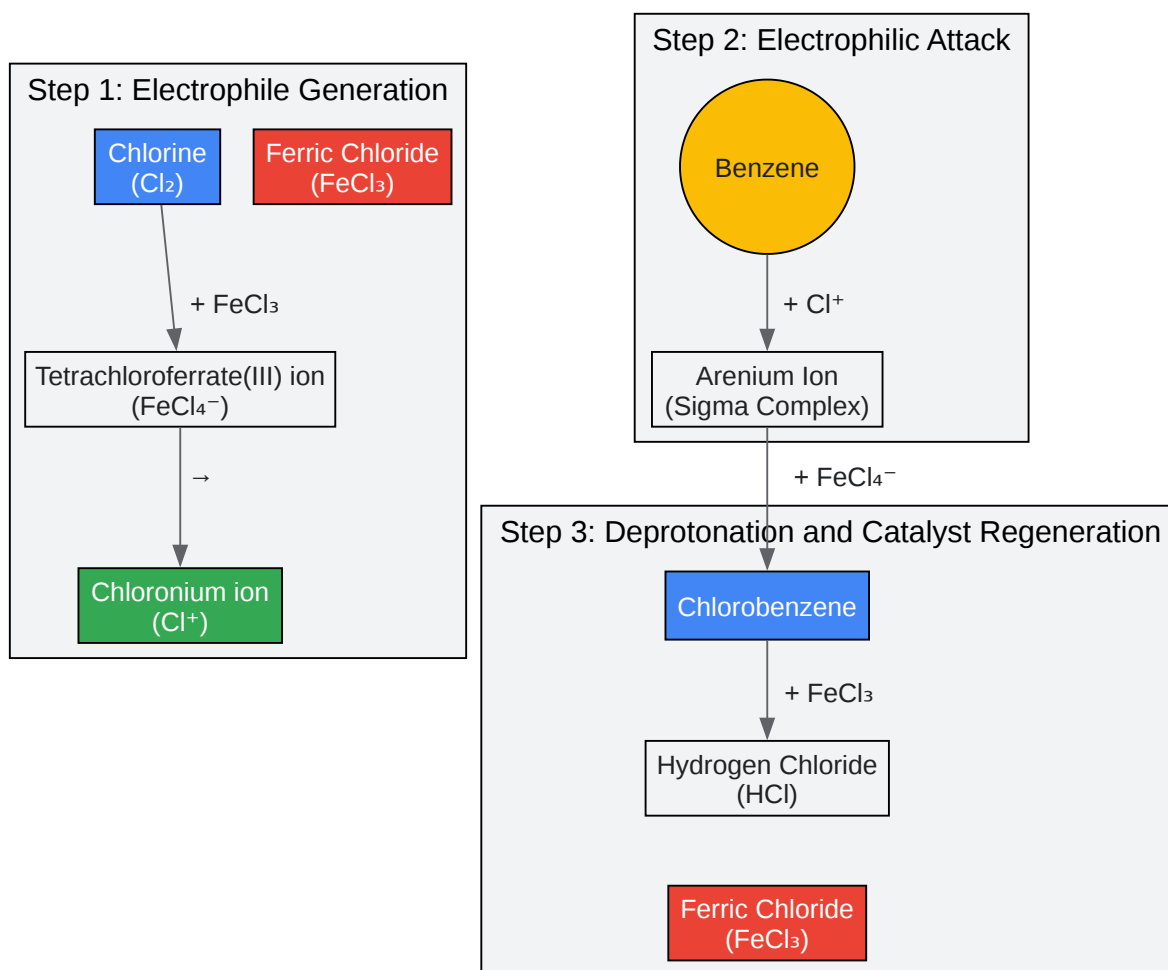 Step 1: Electrophile Generation
Chlorine
(Cl₂)
Ferric Chloride
(FeCl₃)
+ FeCl₃
Tetrachloroferrate(III) ion
(FeCl₄⁻)
→
Chloronium ion
(Cl⁺)
Step 2: Electrophilic Attack
Benzene
+ Cl⁺
Arenium Ion
(Sigma Complex)
+ FeCl₄⁻
Step 3: Deprotonation and Catalyst Regeneration
Chlorobenzene
+ FeCl₃
Hydrogen Chloride
(HCl)
Ferric Chloride
(FeCl₃)